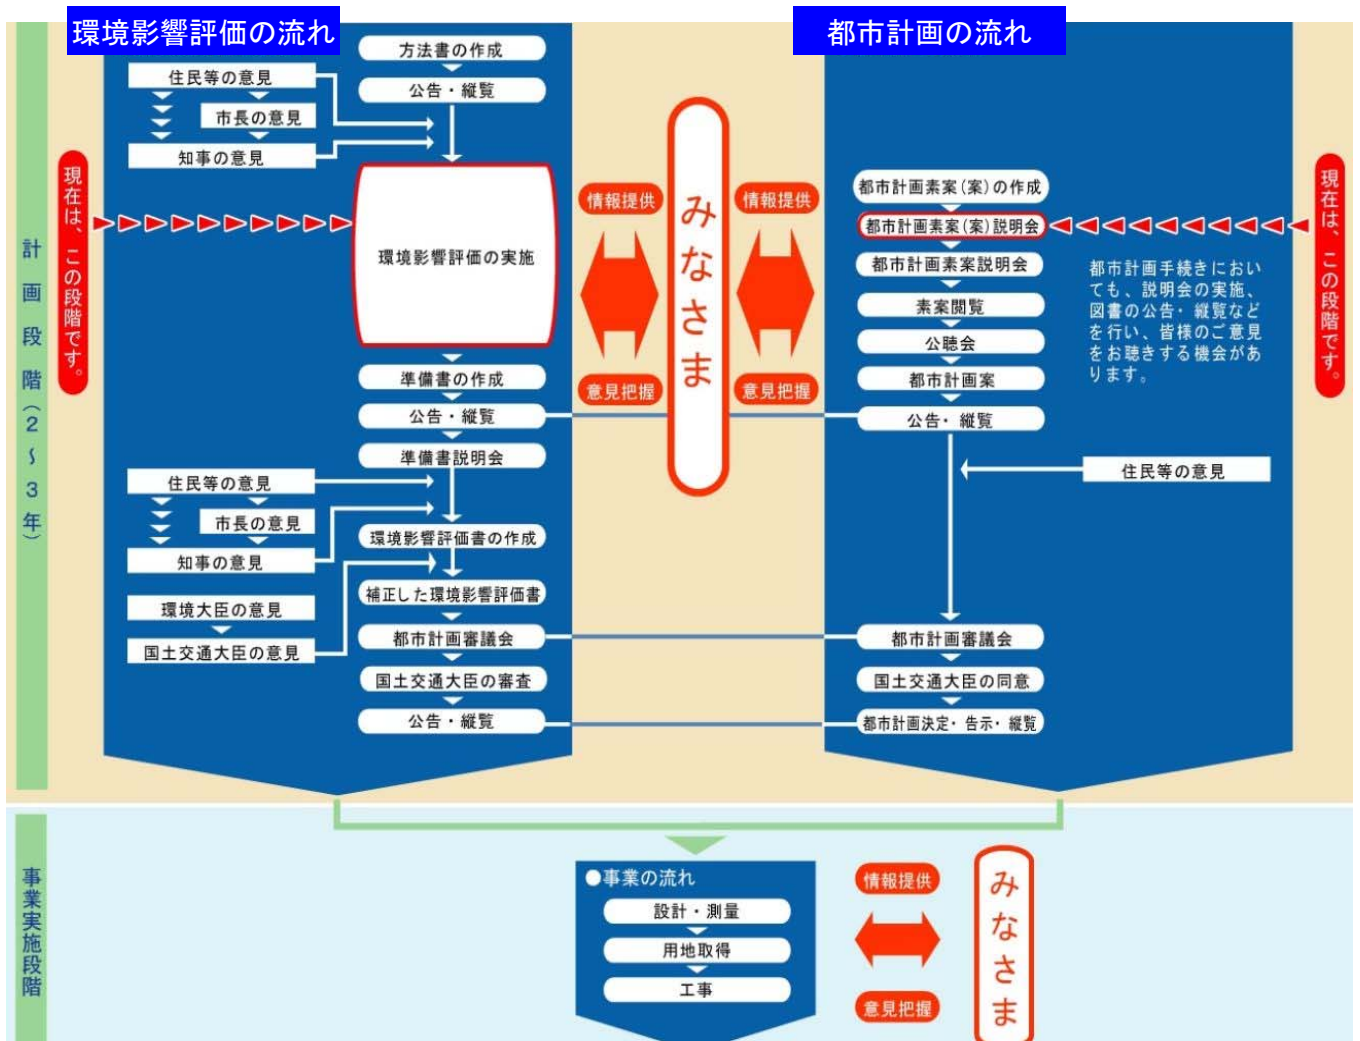 環境影響評価の流れ
都市計画の流れ
計画段階(2～3年)
現在は、この段階です。
方法書の作成
公告・縦覧
住民等の意見
市長の意見
知事の意見
環境影響評価の実施
準備書の作成
公告・縦覧
準備書説明会
住民等の意見
市長の意見
知事の意見
環境影響評価書の作成
環境大臣の意見
国土交通大臣の意見
補正した環境影響評価書
都市計画審議会
国土交通大臣の審査
公告・縦覧
情報提供
意見把握
みなさま
情報提供
意見把握
都市計画素案(案)の作成
都市計画素案(案)説明会
都市計画素案説明会
素案閲覧
公聴会
都市計画案
公告・縦覧
住民等の意見
都市計画審議会
国土交通大臣の同意
都市計画決定・告示・縦覧
都市計画手続きにおい
ても、説明会の実施、
図書の公告・縦覧など
を行い、皆様のご意見
をお聴きする機会があ
ります。
現在は、この段階です。
事業実施段階
●事業の流れ
設計・測量
用地取得
工事
情報提供
意見把握
みなさま